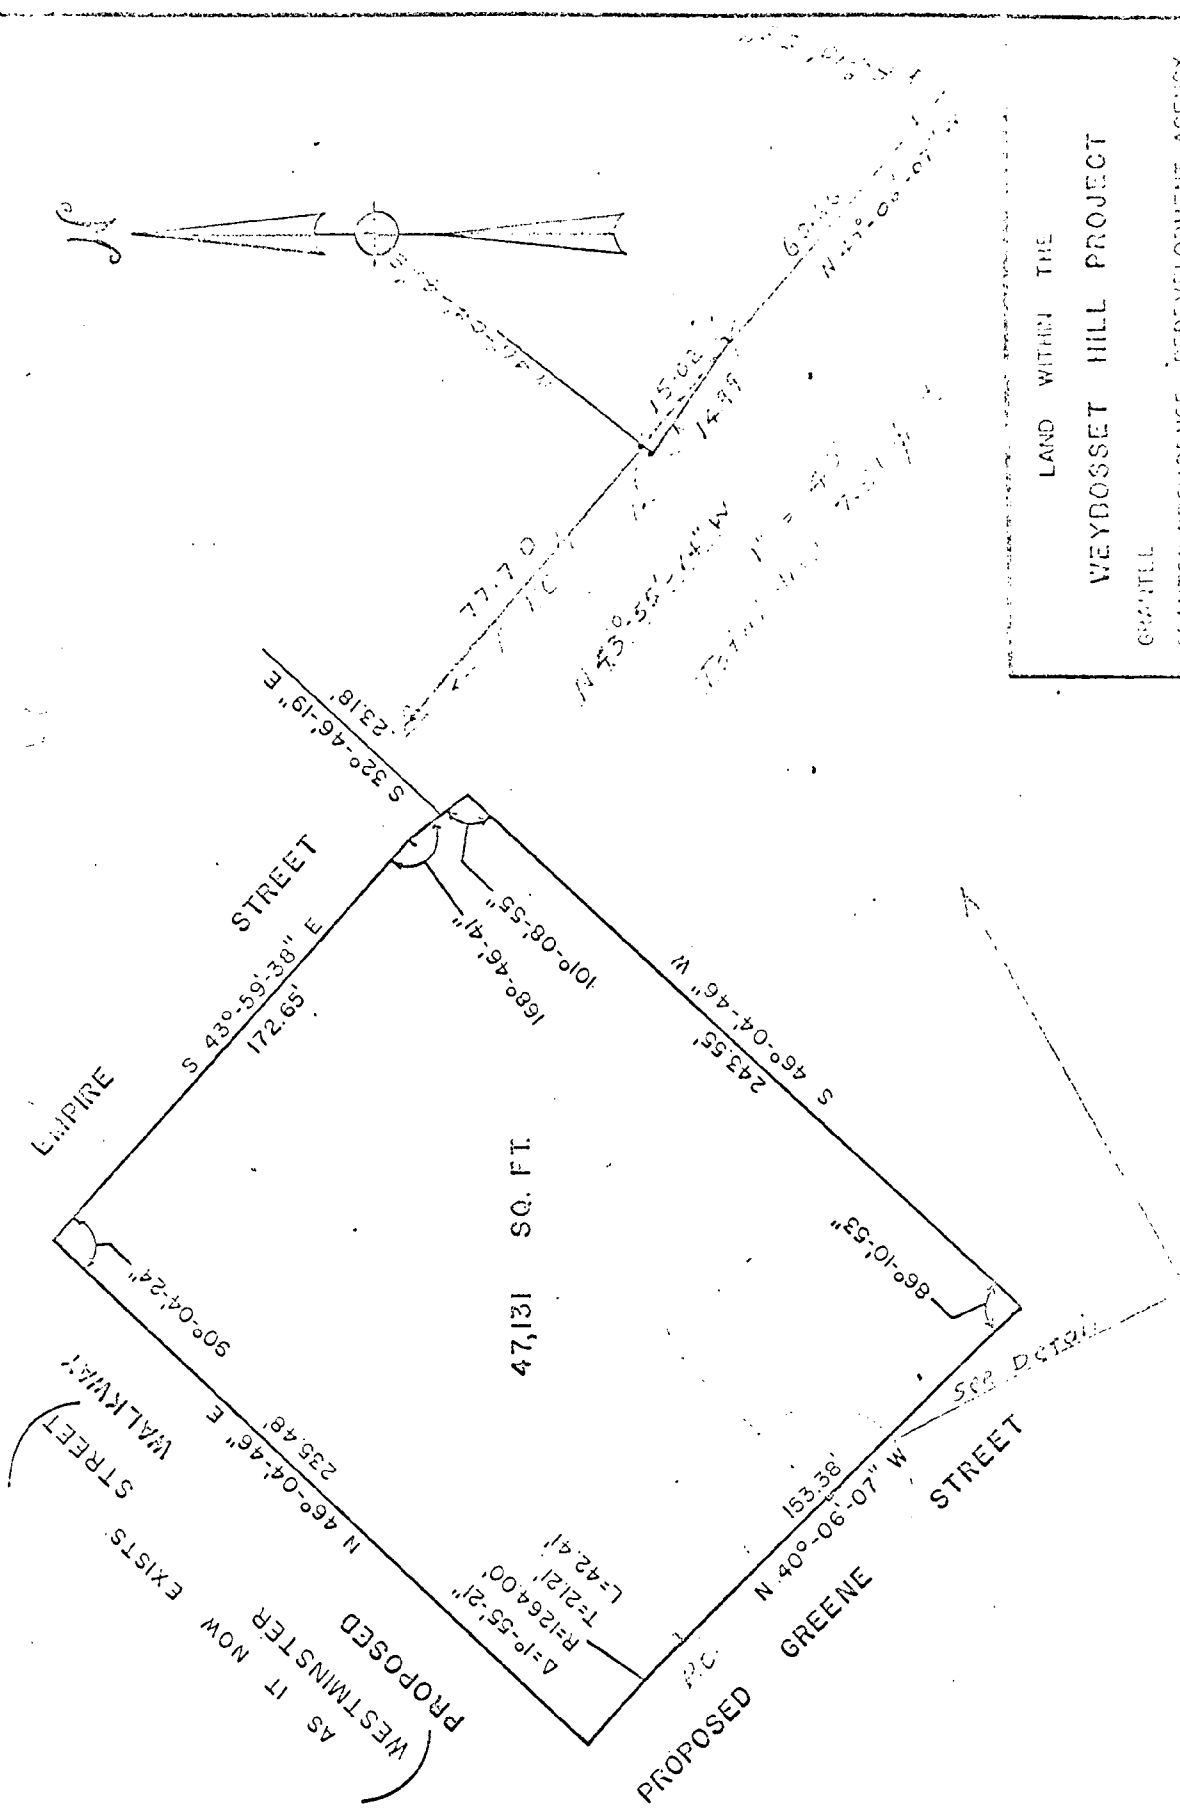 EMPIRE STREET
S 43°-59'-38" E
172.65'
S 32°-46'-19" E
23.18'
90°-04'-24"
168°-46'-41"
101°-08'-55"
86°-10'-53"
N 46°-04'-46" E
235.48'
S 46°-04'-46" W
243.55'
47,131 SQ. FT.
PROPOSED WALKWAY
(WESTMINSTER STREET
AS IT NOW EXISTS)
Δ=1°-55'-21"
R=1264.00'
T=21.21'
L=42.41'
P.C.
153.38'
N 40°-06'-07" W
PROPOSED GREENE STREET
See Detail
77.70
15.02
14.99
1" = 40'
LAND WITHIN THE
WEYBOSSET HILL PROJECT
REDEVELOPMENT AGENCY